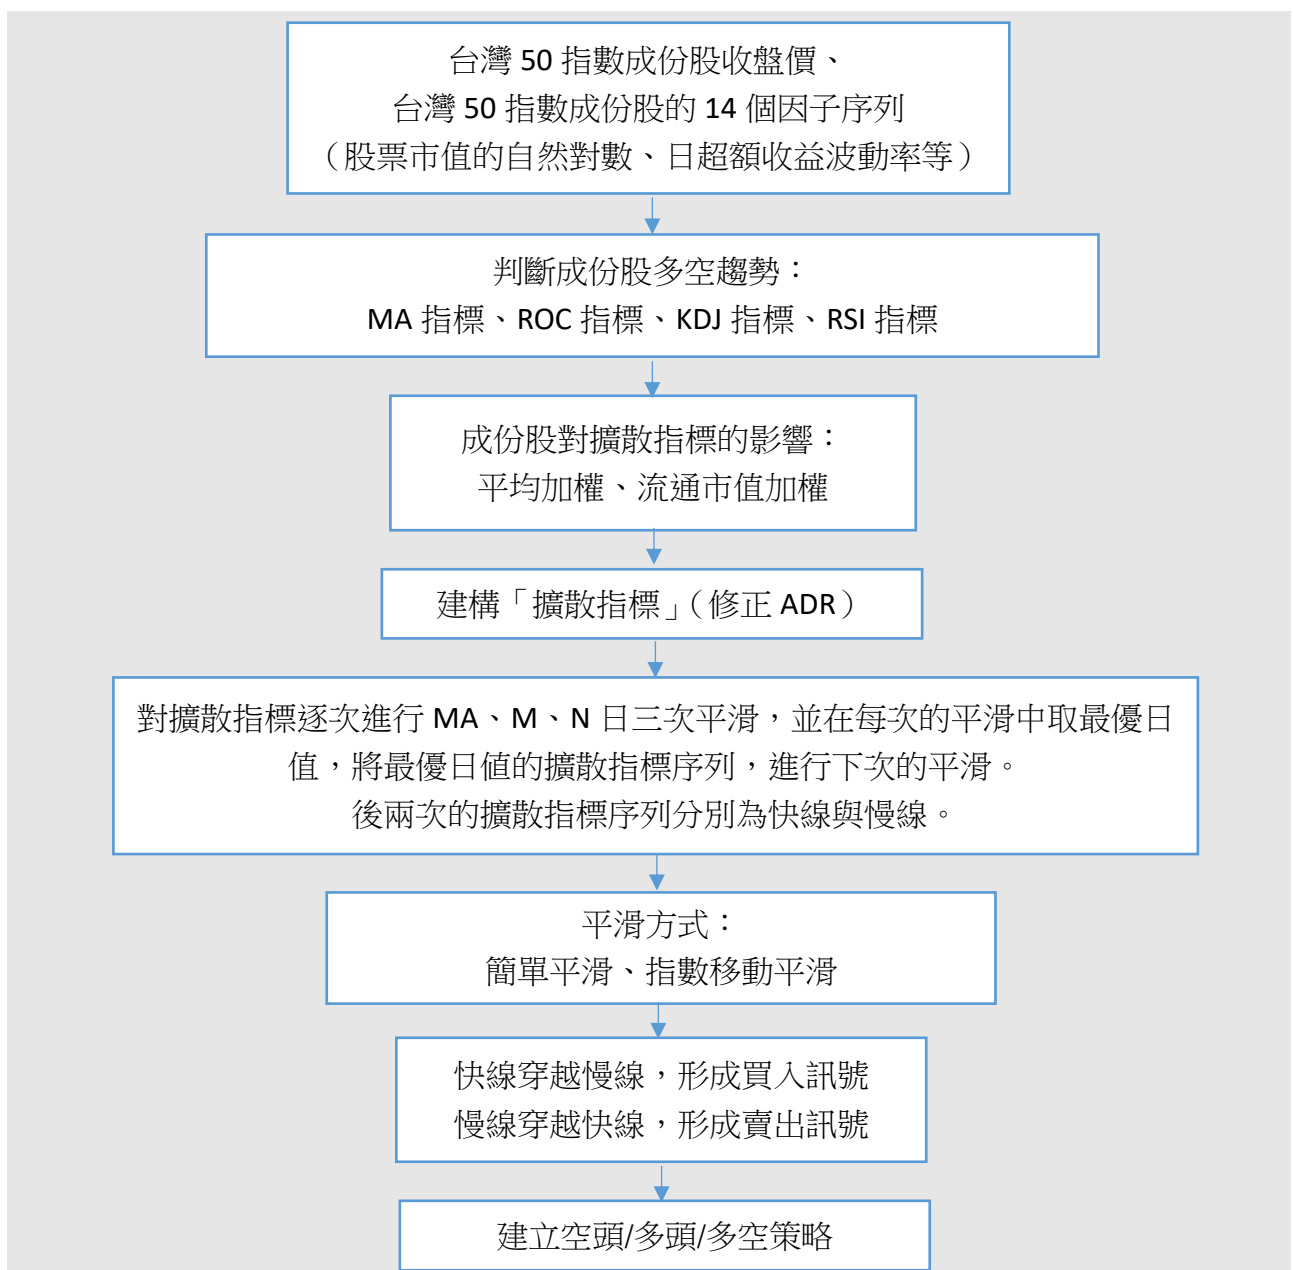 台灣 50 指數成份股收盤價、
台灣 50 指數成份股的 14 個因子序列
（股票市值的自然對數、日超額收益波動率等）
判斷成份股多空趨勢：
MA 指標、ROC 指標、KDJ 指標、RSI 指標
成份股對擴散指標的影響：
平均加權、流通市值加權
建構「擴散指標」（修正 ADR）
對擴散指標逐次進行 MA、M、N 日三次平滑，並在每次的平滑中取最優日
值，將最優日值的擴散指標序列，進行下次的平滑。
後兩次的擴散指標序列分別為快線與慢線。
平滑方式：
簡單平滑、指數移動平滑
快線穿越慢線，形成買入訊號
慢線穿越快線，形成賣出訊號
建立空頭/多頭/多空策略